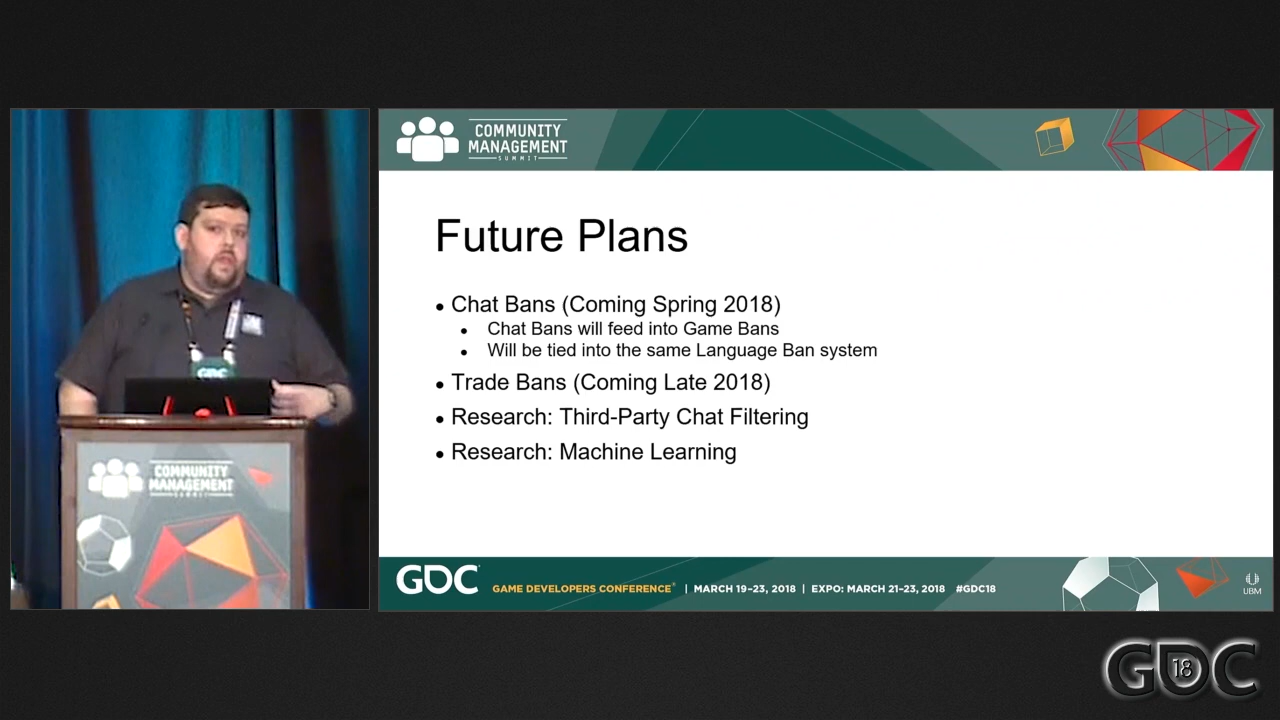 COMMUNITY
MANAGEMENT
SUMMIT
Future Plans
• Chat Bans (Coming Spring 2018)
• Chat Bans will feed into Game Bans
• Will be tied into the same Language Ban system
• Trade Bans (Coming Late 2018)
• Research: Third-Party Chat Filtering
• Research: Machine Learning
GDC
COMMUNITY
MANAGEMENT
SUMMIT
GDC GAME DEVELOPERS CONFERENCE® | MARCH 19–23, 2018 | EXPO: MARCH 21–23, 2018 #GDC18
UBM
GDC 18